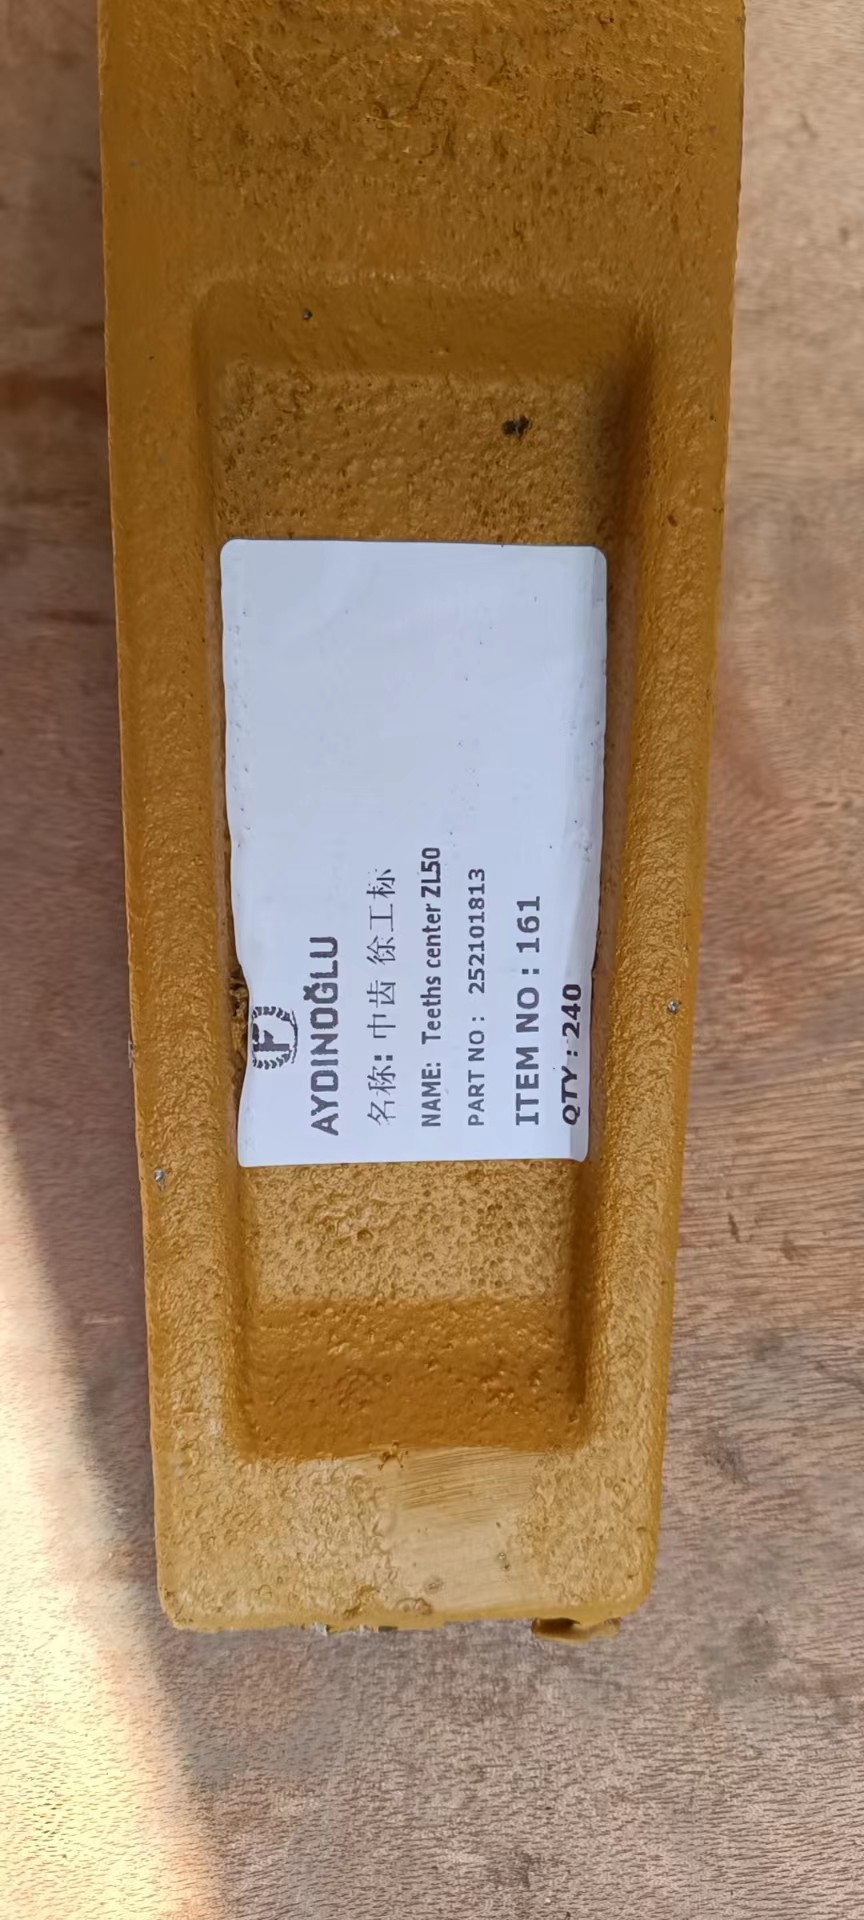 AYDINOĞLU
名称: 中齿 徐工标
NAME: Teeths center ZL50
PART NO : 252101813
ITEM NO : 161
QTY : 240